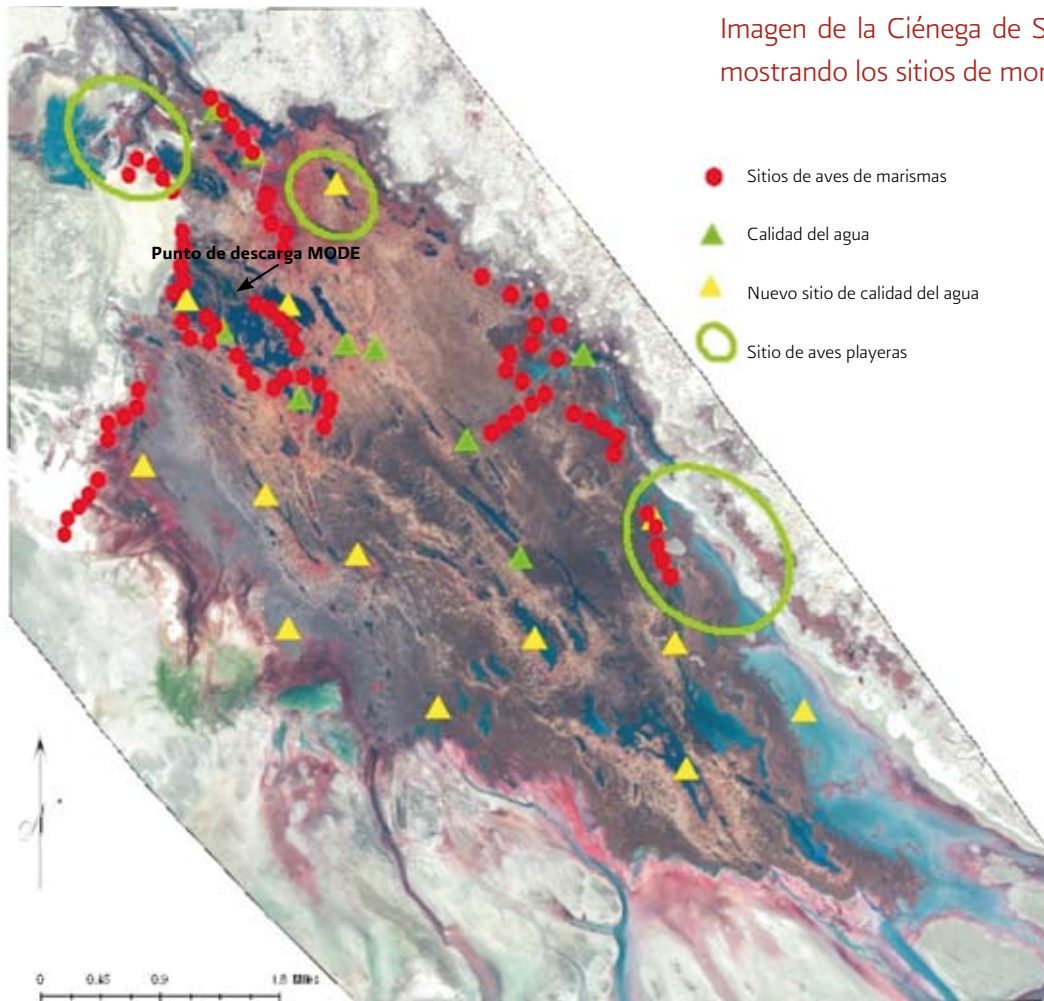 Imagen de la Ciénega de S
mostrando los sitios de mor
Sitios de aves de marismas
Calidad del agua
Punto de descarga MODE
Nuevo sitio de calidad del agua
Sitio de aves playeras
0 0.45 0.9 1.8 Miles